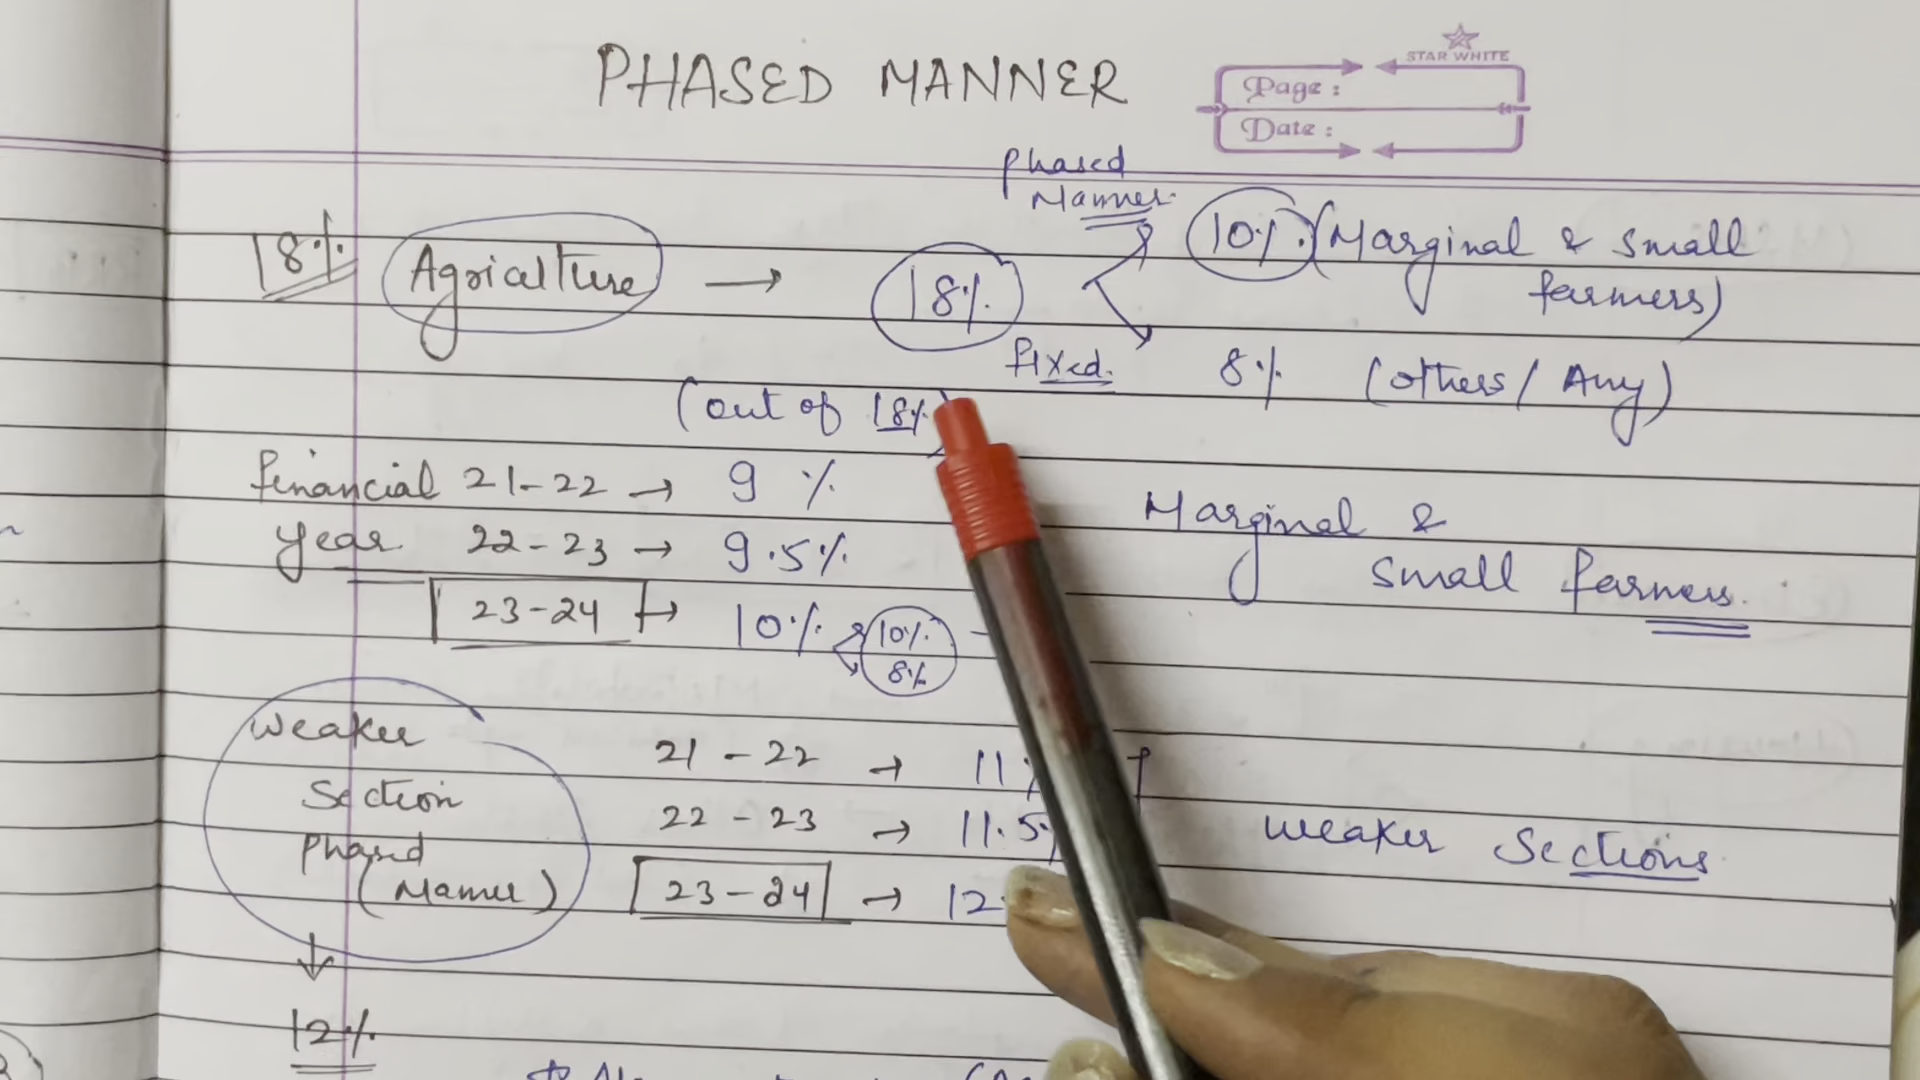 PHASED MANNER
STAR WHITE
Page :
Date :
Phased
Manner.
18% Agriculture → 18% 10% (Marginal & Small
farmers)
fixed. 8% (others / Any)
(out of 18%)
financial 21-22 → 9 %
Year 22-23 → 9.5%
23-24 → 10% 10%
8%
Marginal &
Small farmers.
Weaker
Section
Phased
(Manner)
12%
21 - 22 → 11
22 - 23 → 11.5
23 - 24 → 12.
Weaker Sections